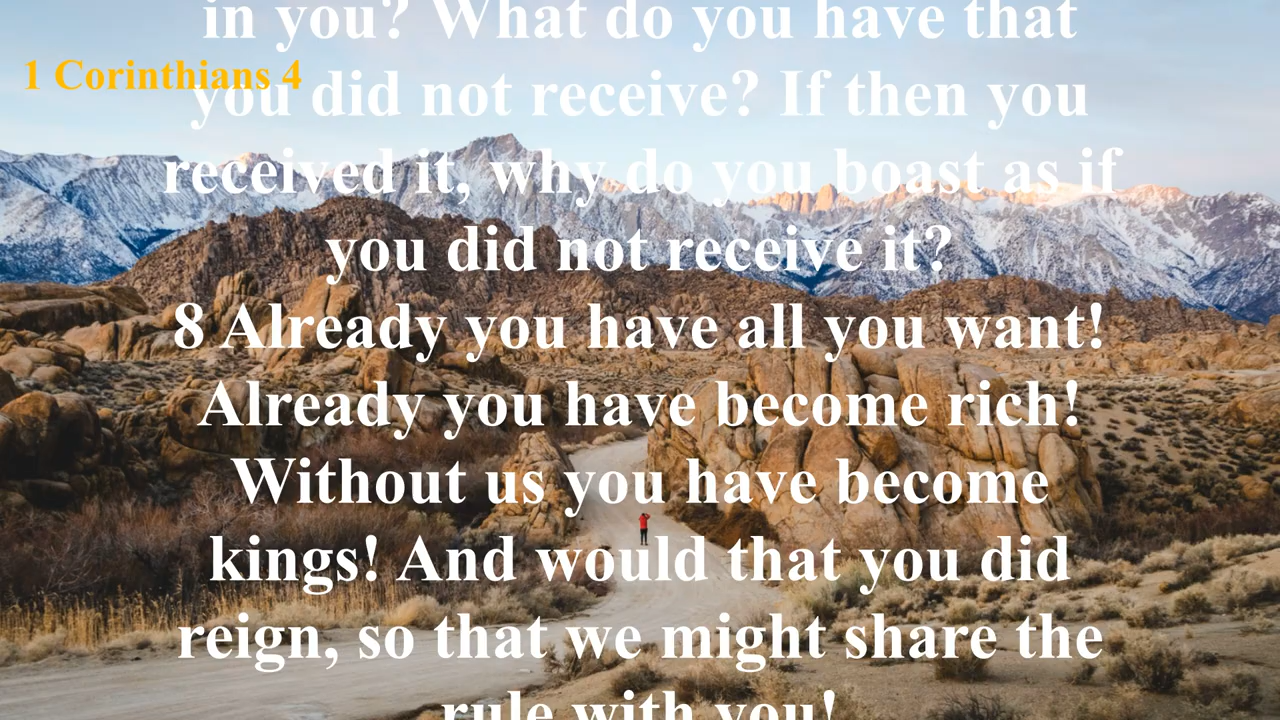 in you? What do you have that
1 Corinthians 4
you did not receive? If then you
received it, why do you boast as if
you did not receive it?
8 Already you have all you want!
Already you have become rich!
Without us you have become
kings! And would that you did
reign, so that we might share the
rule with you!